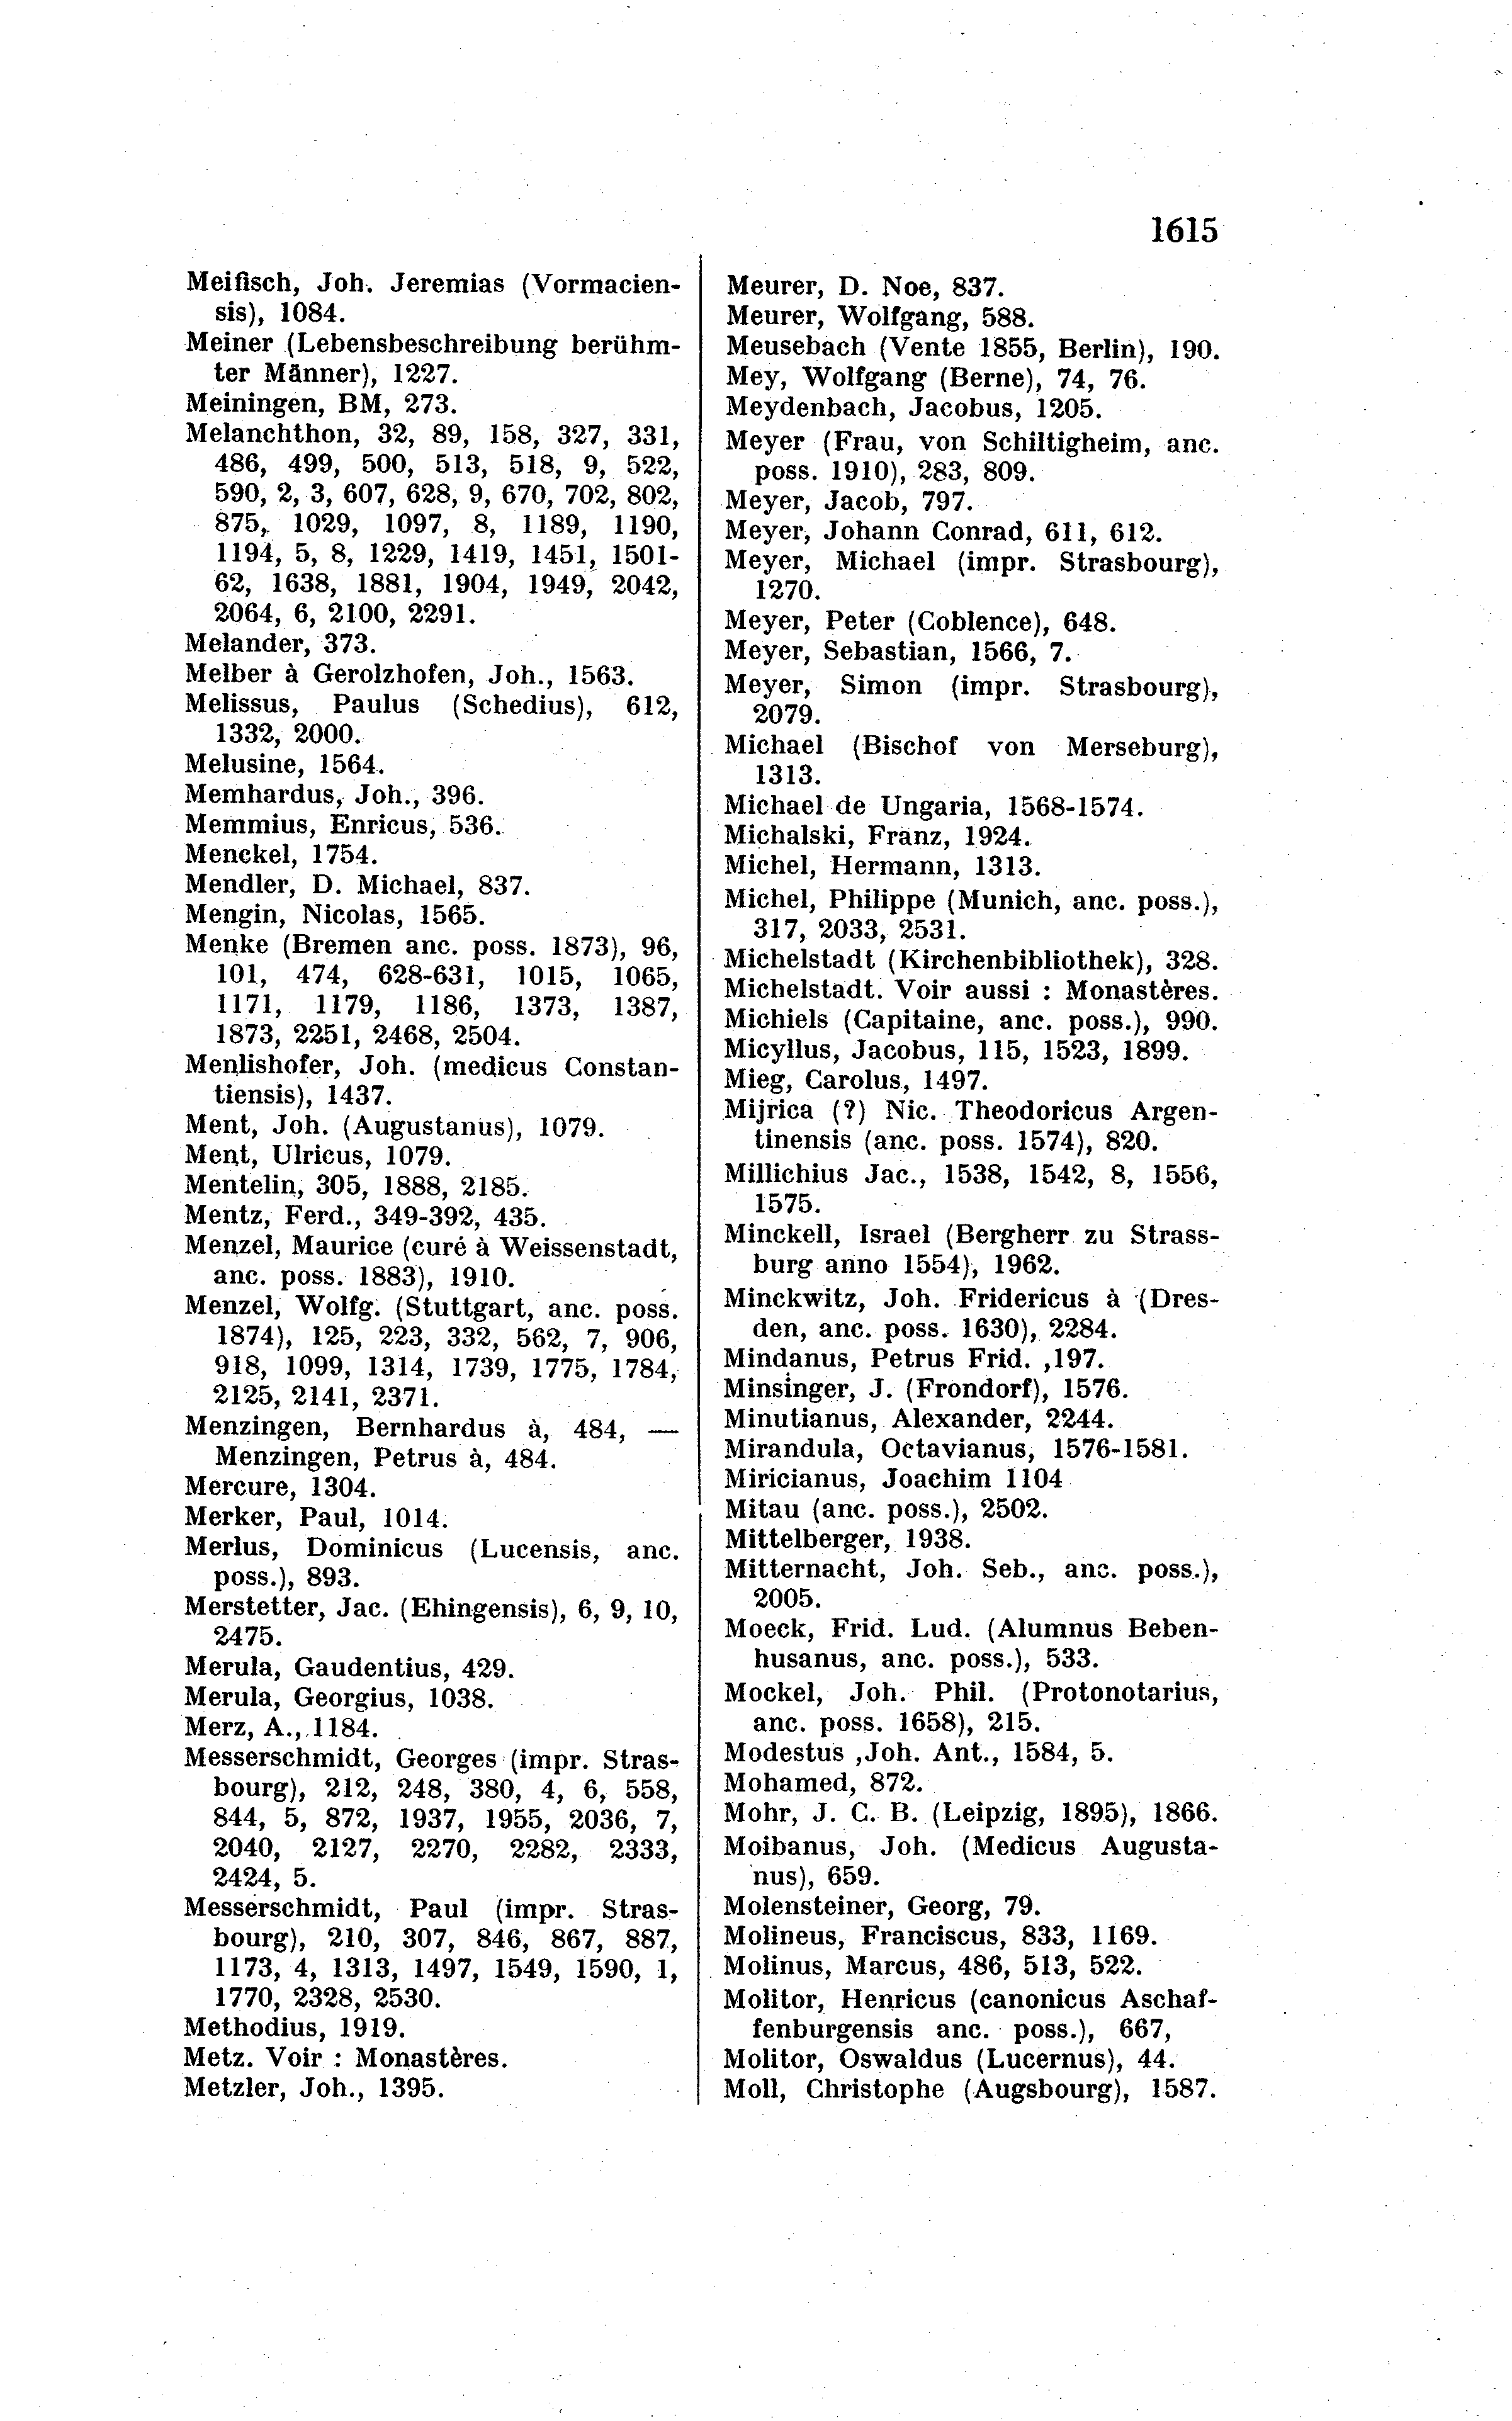 1615
Meifisch, Joh. Jeremias (Vormacien-
sis), 1084.
Meiner (Lebensbeschreibung berühm-
ter Männer), 1227.
Meiningen, BM, 273.
Melanchthon, 32, 89, 158, 327, 331,
486, 499, 500, 513, 518, 9, 522,
590, 2, 3, 607, 628, 9, 670, 702, 802,
875, 1029, 1097, 8, 1189, 1190,
1194, 5, 8, 1229, 1419, 1451, 1501-
62, 1638, 1881, 1904, 1949, 2042,
2064, 6, 2100, 2291.
Melander, 373.
Melber à Gerolzhofen, Joh., 1563.
Melissus, Paulus (Schedius), 612,
1332, 2000.
Melusine, 1564.
Memhardus, Joh., 396.
Memmius, Enricus, 536.
Menckel, 1754.
Mendler, D. Michael, 837.
Mengin, Nicolas, 1565.
Menke (Bremen anc. poss. 1873), 96,
101, 474, 628-631, 1015, 1065,
1171, 1179, 1186, 1373, 1387,
1873, 2251, 2468, 2504.
Menlishofer, Joh. (medicus Constan-
tiensis), 1437.
Ment, Joh. (Augustanus), 1079.
Ment, Ulricus, 1079.
Mentelin, 305, 1888, 2185.
Mentz, Ferd., 349-392, 435.
Menzel, Maurice (curé à Weissenstadt,
anc. poss. 1883), 1910.
Menzel, Wolfg. (Stuttgart, anc. poss.
1874), 125, 223, 332, 562, 7, 906,
918, 1099, 1314, 1739, 1775, 1784,
2125, 2141, 2371.
Menzingen, Bernhardus à, 484, —
Menzingen, Petrus à, 484.
Mercure, 1304.
Merker, Paul, 1014.
Merlus, Dominicus (Lucensis, anc.
poss.), 893.
Merstetter, Jac. (Ehingensis), 6, 9, 10,
2475.
Merula, Gaudentius, 429.
Merula, Georgius, 1038.
Merz, A., 1184.
Messerschmidt, Georges (impr. Stras-
bourg), 212, 248, 380, 4, 6, 558,
844, 5, 872, 1937, 1955, 2036, 7,
2040, 2127, 2270, 2282, 2333,
2424, 5.
Messerschmidt, Paul (impr. Stras-
bourg), 210, 307, 846, 867, 887,
1173, 4, 1313, 1497, 1549, 1590, 1,
1770, 2328, 2530.
Methodius, 1919.
Metz. Voir : Monastères.
Metzler, Joh., 1395.
Meurer, D. Noe, 837.
Meurer, Wolfgang, 588.
Meusebach (Vente 1855, Berlin), 190.
Mey, Wolfgang (Berne), 74, 76.
Meydenbach, Jacobus, 1205.
Meyer (Frau, von Schiltigheim, anc.
poss. 1910), 283, 809.
Meyer, Jacob, 797.
Meyer, Johann Conrad, 611, 612.
Meyer, Michael (impr. Strasbourg),
1270.
Meyer, Peter (Coblence), 648.
Meyer, Sebastian, 1566, 7.
Meyer, Simon (impr. Strasbourg),
2079.
Michael (Bischof von Merseburg),
1313.
Michael de Ungaria, 1568-1574.
Michalski, Franz, 1924.
Michel, Hermann, 1313.
Michel, Philippe (Munich, anc. poss.),
317, 2033, 2531.
Michelstadt (Kirchenbibliothek), 328.
Michelstadt. Voir aussi : Monastères.
Michiels (Capitaine, anc. poss.), 990.
Micyllus, Jacobus, 115, 1523, 1899.
Mieg, Carolus, 1497.
Mijrica (?) Nic. Theodoricus Argen-
tinensis (anc. poss. 1574), 820.
Millichius Jac., 1538, 1542, 8, 1556,
1575.
Minckell, Israel (Bergherr zu Strass-
burg anno 1554), 1962.
Minckwitz, Joh. Fridericus à (Dres-
den, anc. poss. 1630), 2284.
Mindanus, Petrus Frid. ,197.
Minsinger, J. (Frondorf), 1576.
Minutianus, Alexander, 2244.
Mirandula, Octavianus, 1576-1581.
Miricianus, Joachim 1104
Mitau (anc. poss.), 2502.
Mittelberger, 1938.
Mitternacht, Joh. Seb., anc. poss.),
2005.
Moeck, Frid. Lud. (Alumnus Beben-
husanus, anc. poss.), 533.
Mockel, Joh. Phil. (Protonotarius,
anc. poss. 1658), 215.
Modestus ,Joh. Ant., 1584, 5.
Mohamed, 872.
Mohr, J. C. B. (Leipzig, 1895), 1866.
Moibanus, Joh. (Medicus Augusta-
nus), 659.
Molensteiner, Georg, 79.
Molineus, Franciscus, 833, 1169.
Molinus, Marcus, 486, 513, 522.
Molitor, Henricus (canonicus Aschaf-
fenburgensis anc. poss.), 667,
Molitor, Oswaldus (Lucernus), 44.
Moll, Christophe (Augsbourg), 1587.